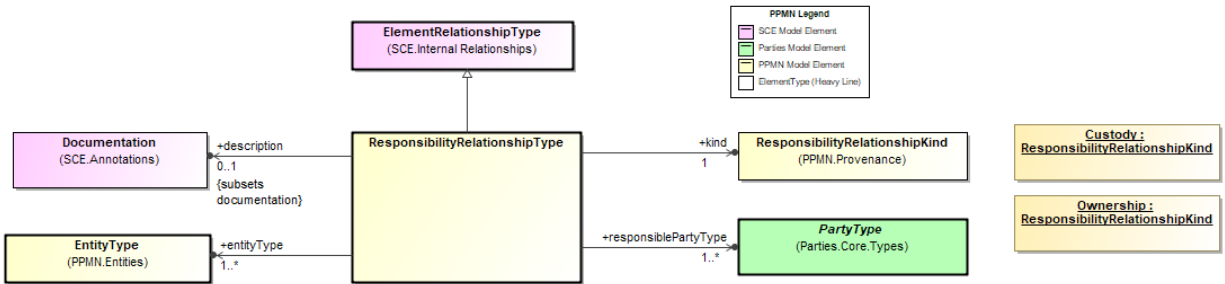 ElementRelationshipType
(SCE.Internal Relationships)
PPMN Legend
SCE Model Element
Parties Model Element
PPMN Model Element
ElementType (Heavy Line)
Documentation
(SCE.Annotations)
+description
0..1
{subsets
documentation}
ResponsibilityRelationshipType
+kind
1
ResponsibilityRelationshipKind
(PPMN.Provenance)
Custody :
ResponsibilityRelationshipKind
EntityType
(PPMN.Entities)
+entityType
1..*
+responsiblePartyType
1..*
PartyType
(Parties.Core.Types)
Ownership :
ResponsibilityRelationshipKind